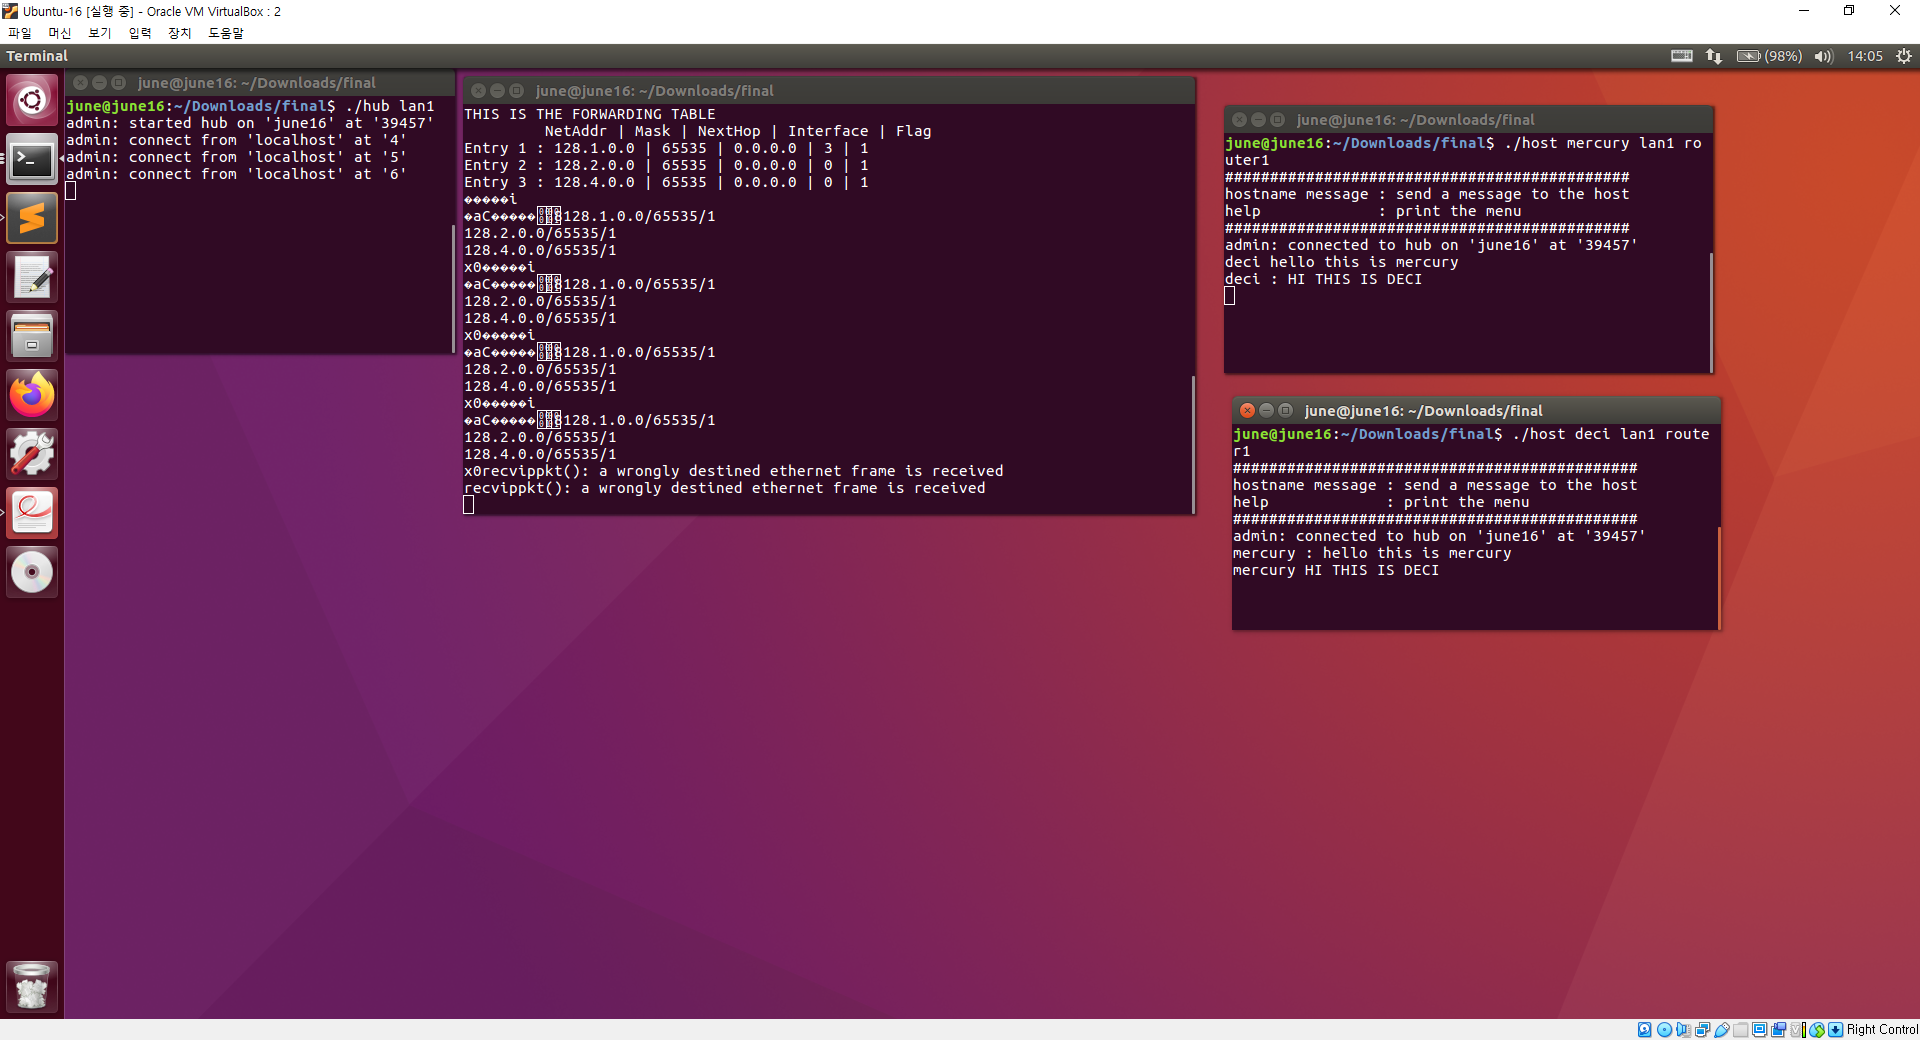 Ubuntu-16 [실행 중] - Oracle VM VirtualBox : 2
파일 머신 보기 입력 장치 도움말
Terminal
(98%) 14:05
june@june16: ~/Downloads/final
june@june16:~/Downloads/final$ ./hub lan1
admin: started hub on 'june16' at '39457'
admin: connect from 'localhost' at '4'
admin: connect from 'localhost' at '5'
admin: connect from 'localhost' at '6'
june@june16: ~/Downloads/final
THIS IS THE FORWARDING TABLE
NetAddr | Mask | NextHop | Interface | Flag
Entry 1 : 128.1.0.0 | 65535 | 0.0.0.0 | 3 | 1
Entry 2 : 128.2.0.0 | 65535 | 0.0.0.0 | 0 | 1
Entry 3 : 128.4.0.0 | 65535 | 0.0.0.0 | 0 | 1
�����i
�aC�����128.1.0.0/65535/1
128.2.0.0/65535/1
128.4.0.0/65535/1
x0�����i
�aC�����128.1.0.0/65535/1
128.2.0.0/65535/1
128.4.0.0/65535/1
x0�����i
�aC�����128.1.0.0/65535/1
128.2.0.0/65535/1
128.4.0.0/65535/1
x0�����i
�aC�����128.1.0.0/65535/1
128.2.0.0/65535/1
128.4.0.0/65535/1
x0recvippkt(): a wrongly destined ethernet frame is received
recvippkt(): a wrongly destined ethernet frame is received
june@june16: ~/Downloads/final
june@june16:~/Downloads/final$ ./host mercury lan1 ro
uter1
#############################################
hostname message : send a message to the host
help : print the menu
#############################################
admin: connected to hub on 'june16' at '39457'
deci hello this is mercury
deci : HI THIS IS DECI
june@june16: ~/Downloads/final
june@june16:~/Downloads/final$ ./host deci lan1 route
r1
#############################################
hostname message : send a message to the host
help : print the menu
#############################################
admin: connected to hub on 'june16' at '39457'
mercury : hello this is mercury
mercury HI THIS IS DECI
Right Control